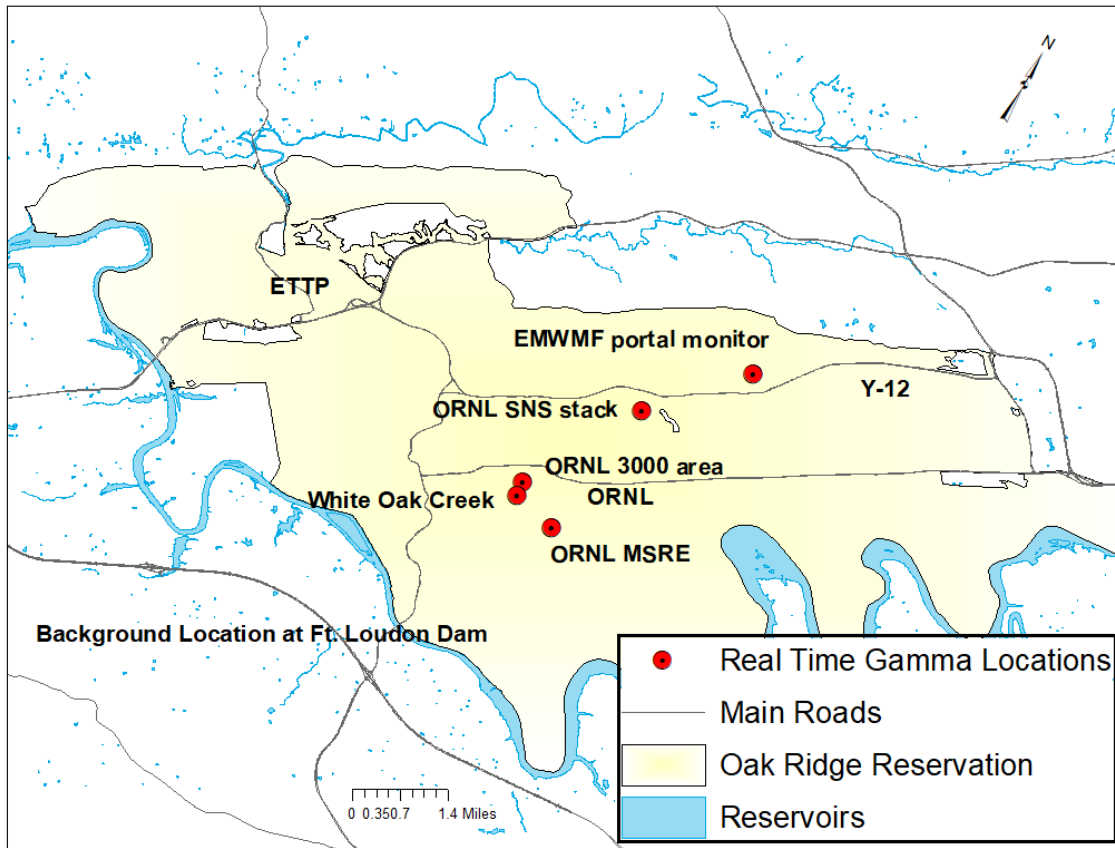 N
ETTP
EMWMF portal monitor
Y-12
ORNL SNS stack
ORNL 3000 area
White Oak Creek
ORNL
ORNL MSRE
Background Location at Ft. Loudon Dam
Real Time Gamma Locations
Main Roads
Oak Ridge Reservation
Reservoirs
0 0.350.7 1.4 Miles